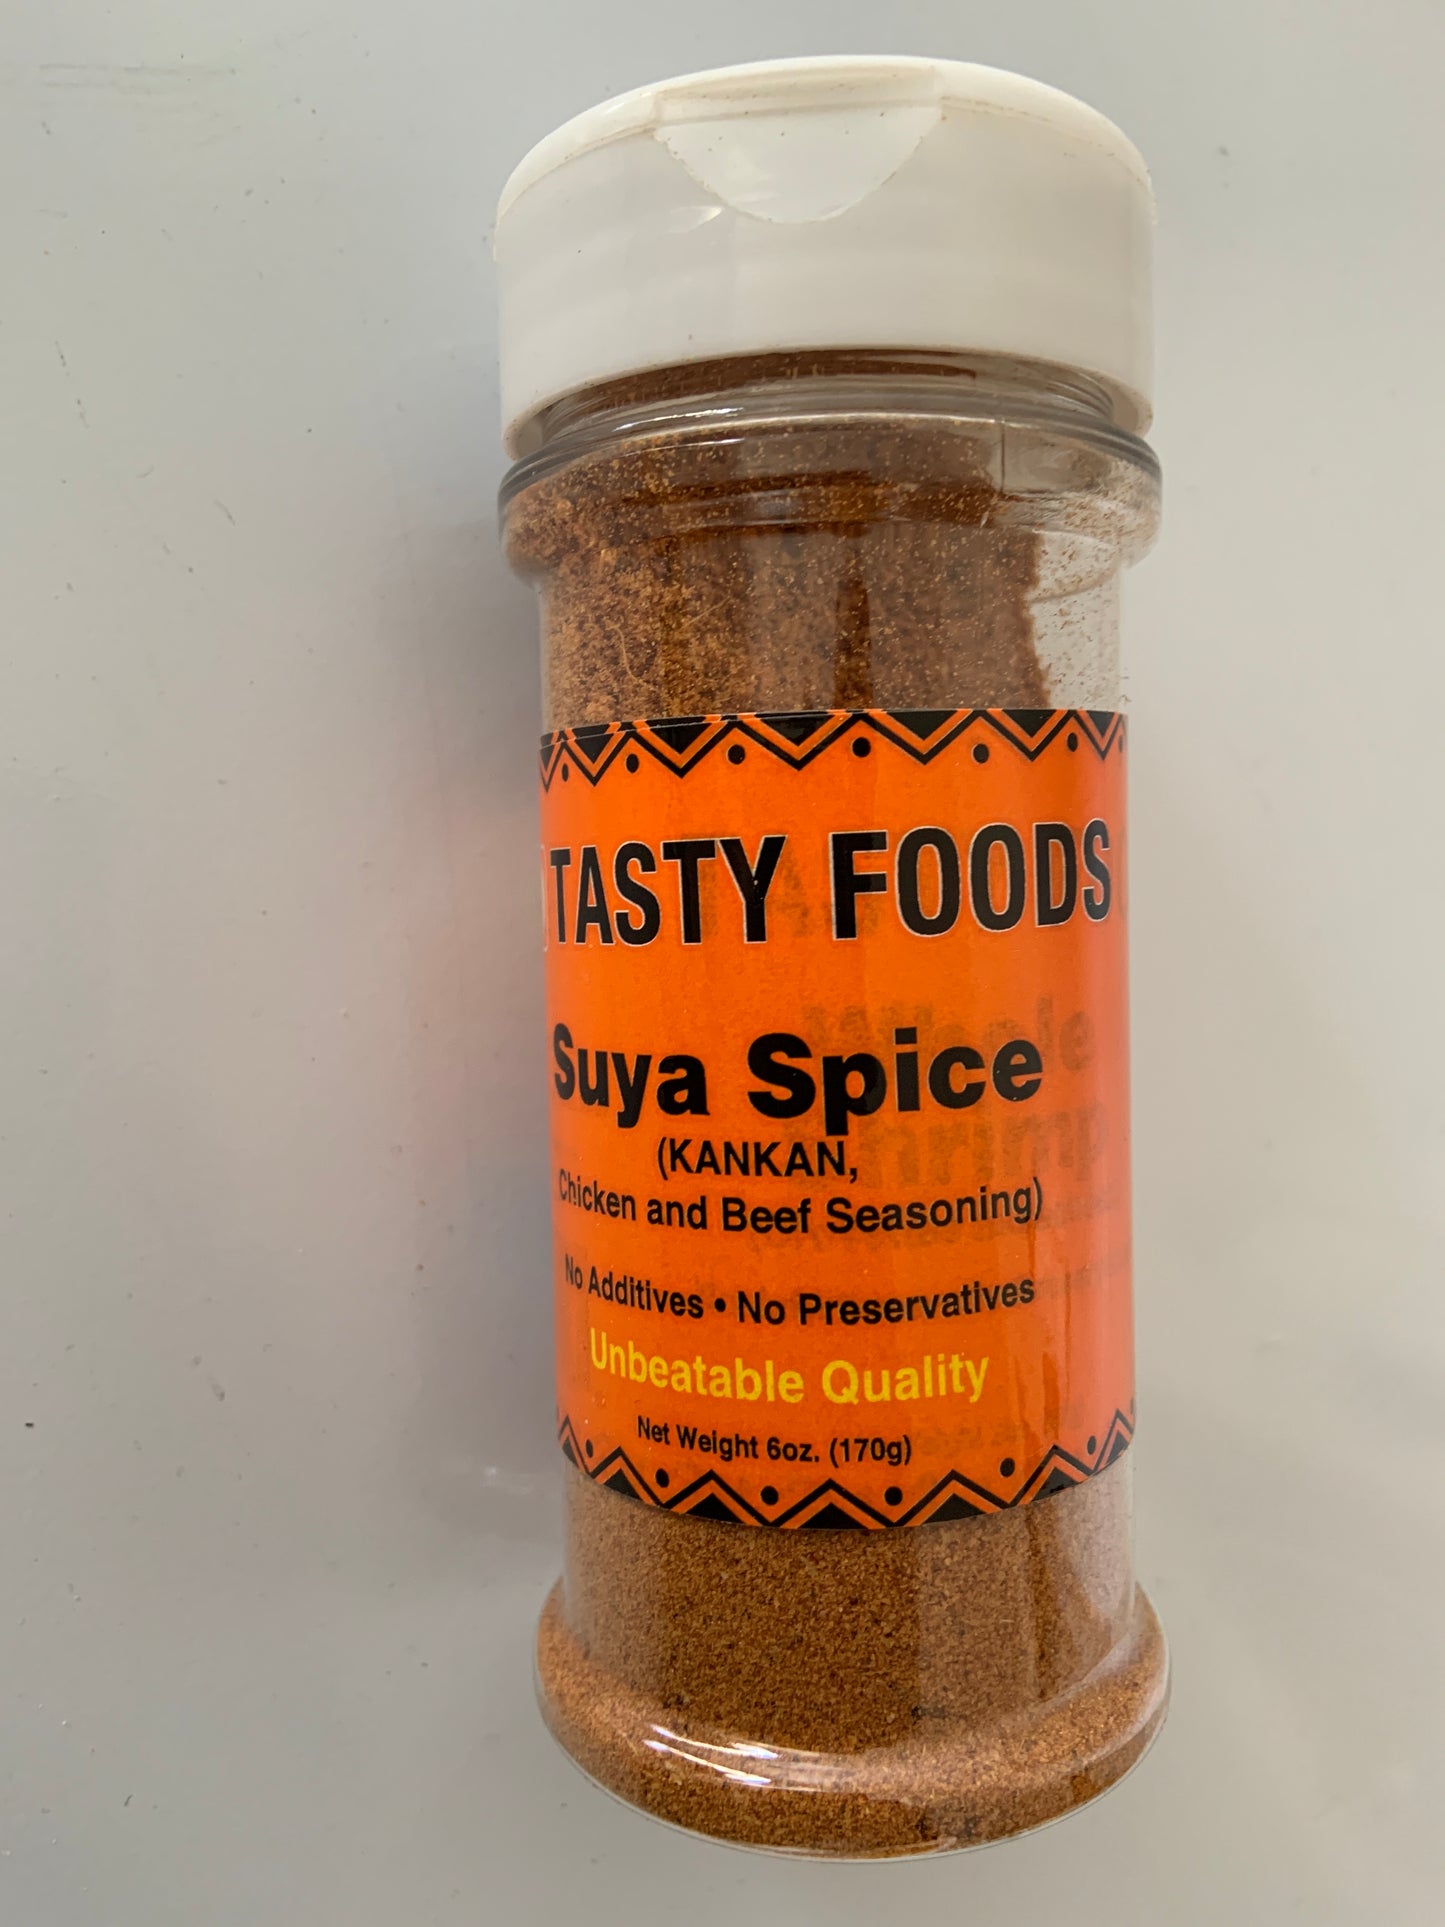 TASTY FOODS
Suya Spice
(KANKAN,
Chicken and Beef Seasoning)
No Additives • No Preservatives
Unbeatable Quality
Net Weight 6oz. (170g)